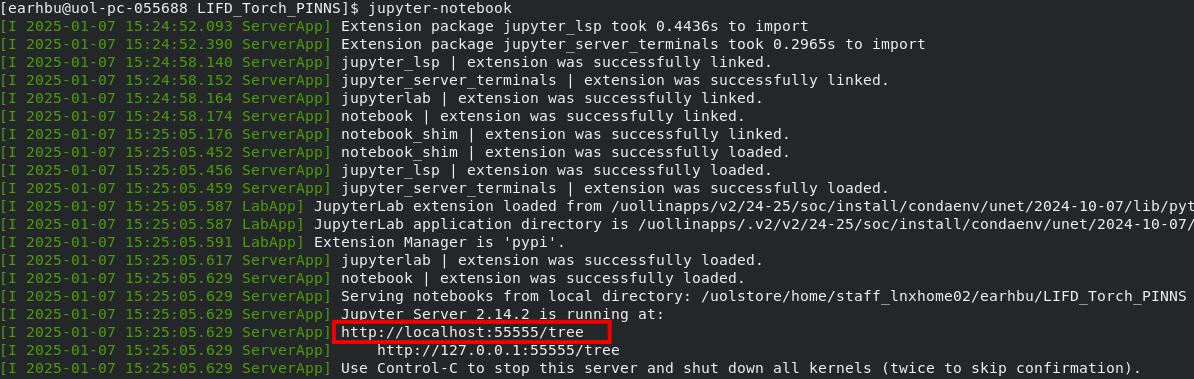 [earhbu@uol-pc-055688 LIFD_Torch_PINNS]$ jupyter-notebook
[I 2025-01-07 15:24:52.093 ServerApp] Extension package jupyter_lsp took 0.4436s to import
[I 2025-01-07 15:24:52.390 ServerApp] Extension package jupyter_server_terminals took 0.2965s to import
[I 2025-01-07 15:24:58.140 ServerApp] jupyter_lsp | extension was successfully linked.
[I 2025-01-07 15:24:58.152 ServerApp] jupyter_server_terminals | extension was successfully linked.
[I 2025-01-07 15:24:58.164 ServerApp] jupyterlab | extension was successfully linked.
[I 2025-01-07 15:24:58.174 ServerApp] notebook | extension was successfully linked.
[I 2025-01-07 15:25:05.176 ServerApp] notebook_shim | extension was successfully linked.
[I 2025-01-07 15:25:05.452 ServerApp] notebook_shim | extension was successfully loaded.
[I 2025-01-07 15:25:05.456 ServerApp] jupyter_lsp | extension was successfully loaded.
[I 2025-01-07 15:25:05.459 ServerApp] jupyter_server_terminals | extension was successfully loaded.
[I 2025-01-07 15:25:05.587 LabApp] JupyterLab extension loaded from /uollinapps/v2/24-25/soc/install/condaenv/unet/2024-10-07/lib/pyt
[I 2025-01-07 15:25:05.587 LabApp] JupyterLab application directory is /uollinapps/.v2/v2/24-25/soc/install/condaenv/unet/2024-10-07/
[I 2025-01-07 15:25:05.591 LabApp] Extension Manager is 'pypi'.
[I 2025-01-07 15:25:05.617 ServerApp] jupyterlab | extension was successfully loaded.
[I 2025-01-07 15:25:05.629 ServerApp] notebook | extension was successfully loaded.
[I 2025-01-07 15:25:05.629 ServerApp] Serving notebooks from local directory: /uolstore/home/staff_lnxhome02/earhbu/LIFD_Torch_PINNS
[I 2025-01-07 15:25:05.629 ServerApp] Jupyter Server 2.14.2 is running at:
[I 2025-01-07 15:25:05.629 ServerApp] http://localhost:55555/tree
[I 2025-01-07 15:25:05.629 ServerApp]     http://127.0.0.1:55555/tree
[I 2025-01-07 15:25:05.629 ServerApp] Use Control-C to stop this server and shut down all kernels (twice to skip confirmation).